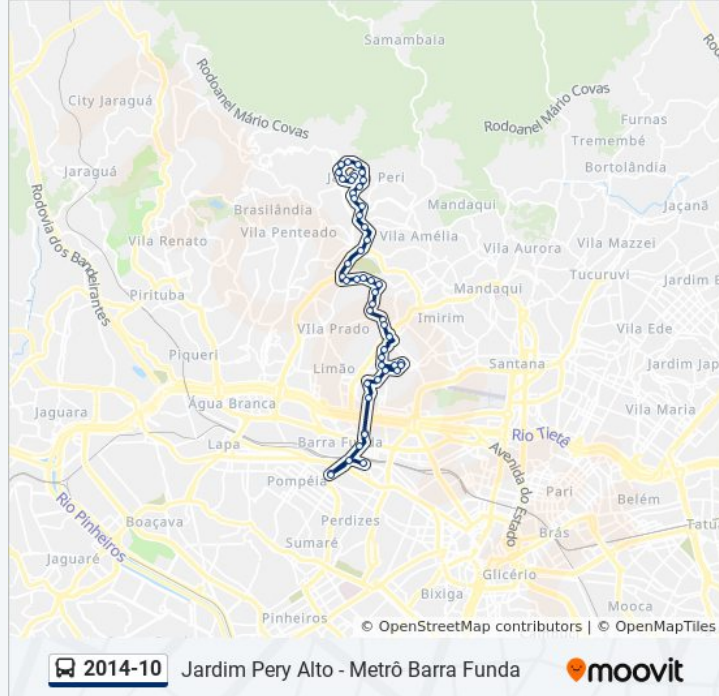 Samambaia
Rodoanel Mário Covas
Rodoanel Mário Covas
City Jaraguá
Furnas
Tremembé
Bortolândia
Jaraguá
Peri
Brasilândia
Mandaqui
Jaçanã
Rodovia dos Bandeirantes
Vila Penteado
Vila Amélia
Vila Renato
Vila Aurora
Vila Mazzei
Tucuruvi
Pirituba
Mandaqui
Jardim B
Imirim
VIla Prado
Vila Ede
Piqueri
Limão
Santana
Jardim Jap
Água Branca
Vila Maria
Jaguara
Lapa
Barra Funda
Rio Tietê
Avenida do Estado
Pompéia
Pari
Belém
Rio Pinheiros
Boaçava
Perdizes
Brás
Tatu
Sumaré
Jaguaré
Glicério
Bixiga
Mooca
Pinheiros
© OpenStreetMap contributors | © OpenMapTiles
2014-10 Jardim Pery Alto - Metrô Barra Funda moovit